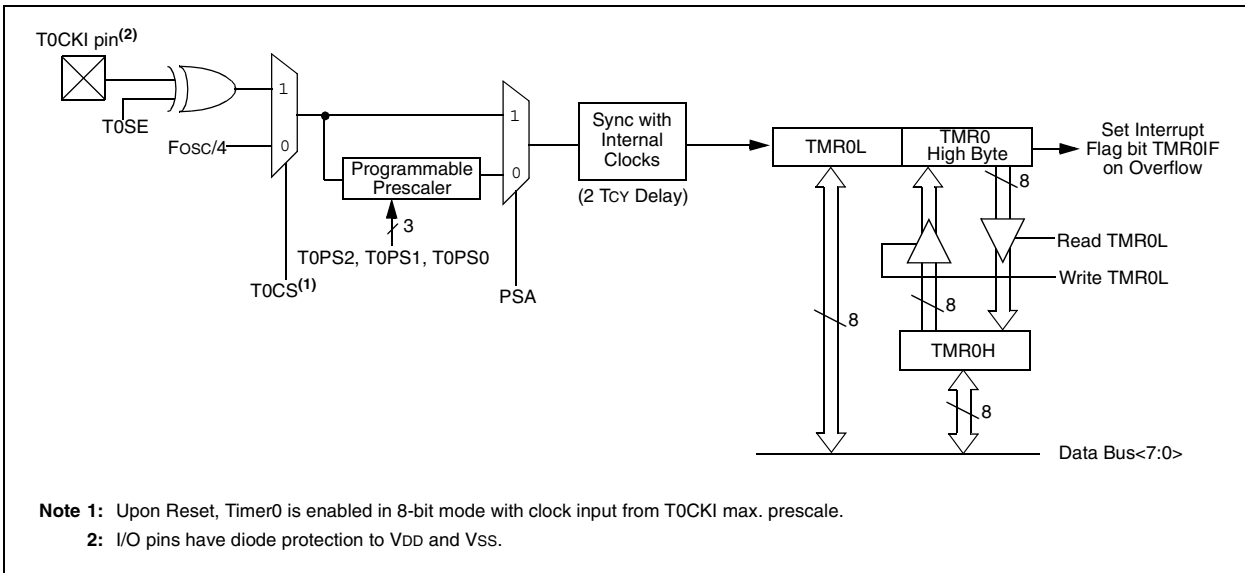 T0CKI pin(2)
T0SE
FOSC/4
1
0
T0CS(1)
Programmable
Prescaler
3
T0PS2, T0PS1, T0PS0
1
0
PSA
Sync with
Internal
Clocks
(2 TCY Delay)
TMR0L
TMR0
High Byte
Set Interrupt
Flag bit TMR0IF
on Overflow
8
Read TMR0L
Write TMR0L
8
8
TMR0H
8
Data Bus<7:0>
Note 1: Upon Reset, Timer0 is enabled in 8-bit mode with clock input from T0CKI max. prescale.
2: I/O pins have diode protection to VDD and VSS.